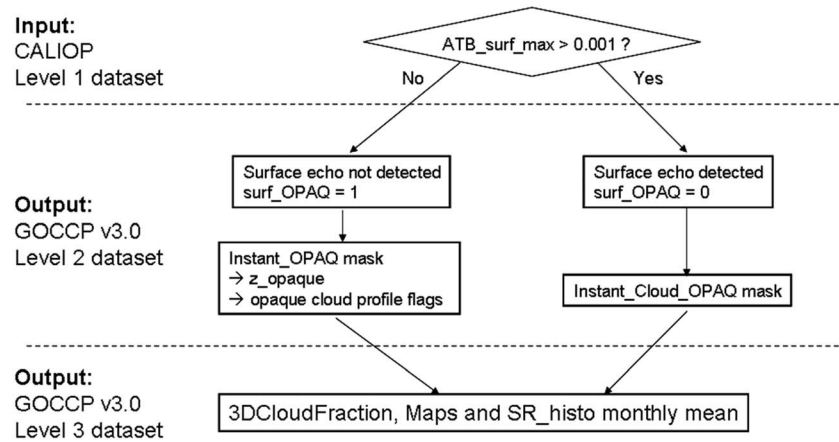 Input:
CALIOP
Level 1 dataset
ATB_surf_max > 0.001 ?
No
Yes
Output:
GOCCP v3.0
Level 2 dataset
Surface echo not detected
surf_OPAQ = 1
Surface echo detected
surf_OPAQ = 0
Instant_OPAQ mask
→ z_opaque
→ opaque cloud profile flags
Instant_Cloud_OPAQ mask
Output:
GOCCP v3.0
Level 3 dataset
3DCloudFraction, Maps and SR_histo monthly mean